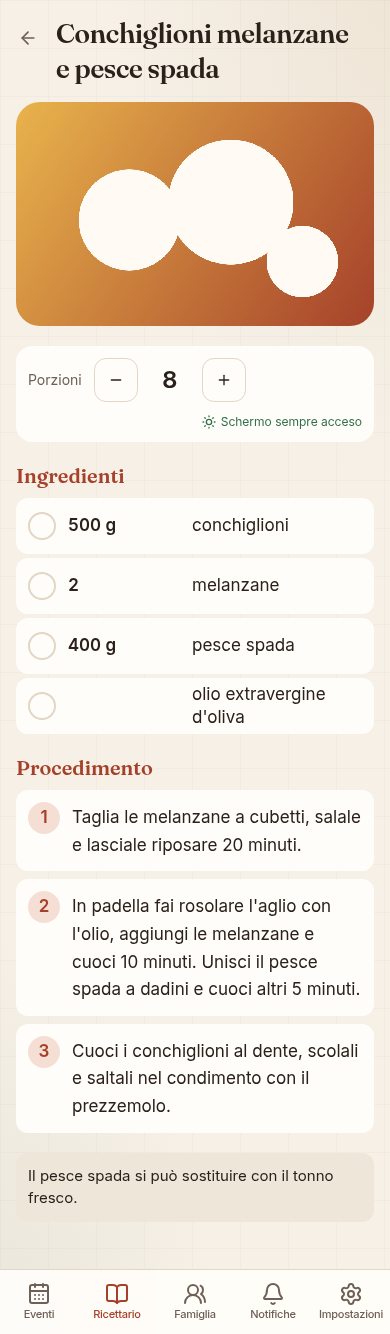 Conchiglioni melanzane
e pesce spada
Porzioni
8
Schermo sempre acceso
Ingredienti
500 g conchiglioni
2 melanzane
400 g pesce spada
olio extravergine
d'oliva
Procedimento
1 Taglia le melanzane a cubetti, salale
e lasciale riposare 20 minuti.
2 In padella fai rosolare l'aglio con
l'olio, aggiungi le melanzane e
cuoci 10 minuti. Unisci il pesce
spada a dadini e cuoci altri 5 minuti.
3 Cuoci i conchiglioni al dente, scolali
e saltali nel condimento con il
prezzemolo.
Il pesce spada si può sostituire con il tonno
fresco.
Eventi Ricettario Famiglia Notifiche Impostazioni